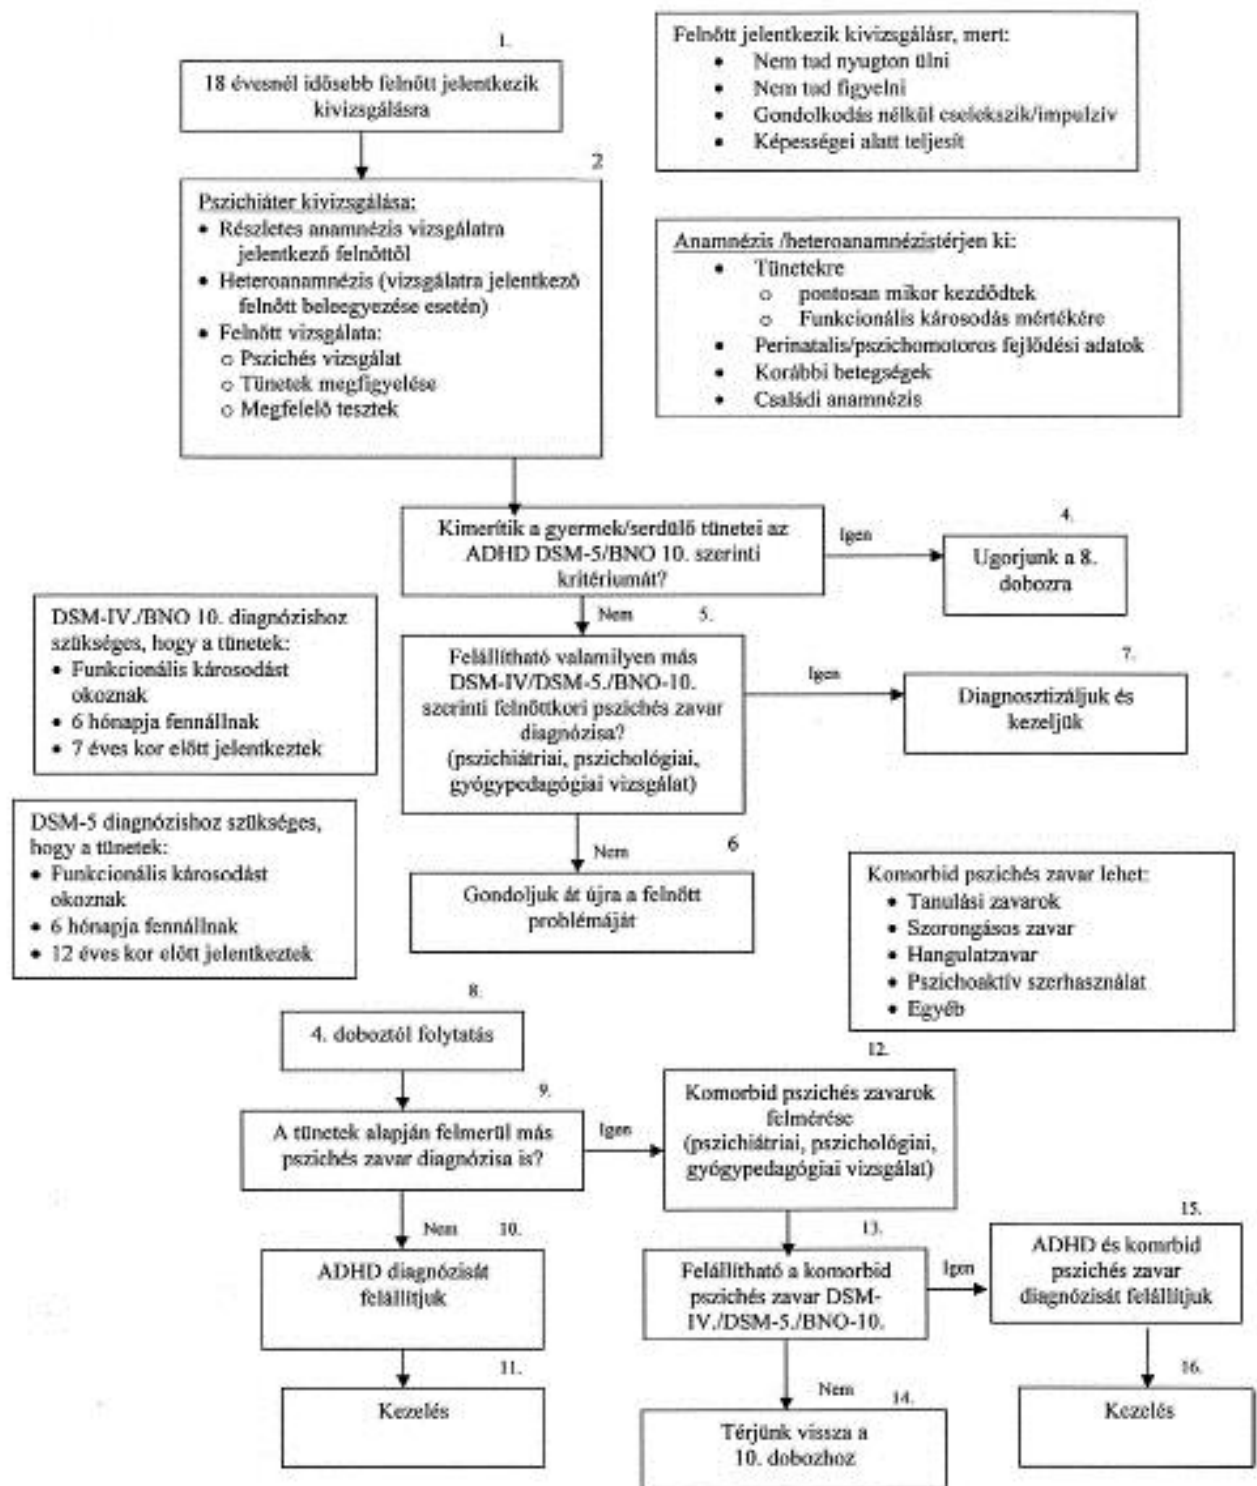 1.
18 évesnél idősebb felnőtt jelentkezik
kivizsgálásra
Felnőtt jelentkezik kivizsgálásr, mert:
• Nem tud nyugton ülni
• Nem tud figyelni
• Gondolkodás nélkül cselekszik/impulzív
• Képességei alatt teljesít
2
Pszichiáter kivizsgálása:
• Részletes anamnézis vizsgálatra
jelentkező felnőttől
• Heteroanamnézis (vizsgálatra jelentkező
felnőtt beleegyezése esetén)
• Felnőtt vizsgálata:
o Pszichés vizsgálat
o Tünetek megfigyelése
o Megfelelő tesztek
Anamnézis /heteroanamnézistérjen ki:
• Tünetekre
o pontosan mikor kezdődtek
o Funkcionális károsodás mértékére
• Perinatalis/pszichomotoros fejlődési adatok
• Korábbi betegségek
• Családi anamnézis
Kimerítik a gyermek/serdülő tünetei az
ADHD DSM-5/BNO 10. szerinti
kritériumát?
Igen
4.
Ugorjunk a 8.
dobozra
Nem
5.
DSM-IV./BNO 10. diagnózishoz
szükséges, hogy a tünetek:
• Funkcionális károsodást
okoznak
• 6 hónapja fennállnak
• 7 éves kor előtt jelentkeztek
Felállítható valamilyen más
DSM-IV/DSM-5./BNO-10.
szerinti felnőttkori pszichés zavar
diagnózisa?
(pszichiátriai, pszichológiai,
gyógypedagógiai vizsgálat)
Igen
7.
Diagnosztizáljuk és
kezeljük
DSM-5 diagnózishoz szükséges,
hogy a tünetek:
• Funkcionális károsodást
okoznak
• 6 hónapja fennállnak
• 12 éves kor előtt jelentkeztek
Nem
6
Gondoljuk át újra a felnőtt
problémáját
Komorbid pszichés zavar lehet:
• Tanulási zavarok
• Szorongásos zavar
• Hangulatzavar
• Pszichoaktív szerhasználat
• Egyéb
8.
4. doboztól folytatás
9.
A tünetek alapján felmerül más
pszichés zavar diagnózisa is?
Igen
12.
Komorbid pszichés zavarok
felmérése
(pszichiátriai, pszichológiai,
gyógypedagógiai vizsgálat)
Nem
10.
ADHD diagnózisát
felállítjuk
13.
Felállítható a komorbid
pszichés zavar DSM-
IV./DSM-5./BNO-10.
Igen
15.
ADHD és komrbid
pszichés zavar
diagnózisát felállítjuk
11.
Kezelés
Nem
14.
Térjünk vissza a
10. dobozhoz
16.
Kezelés